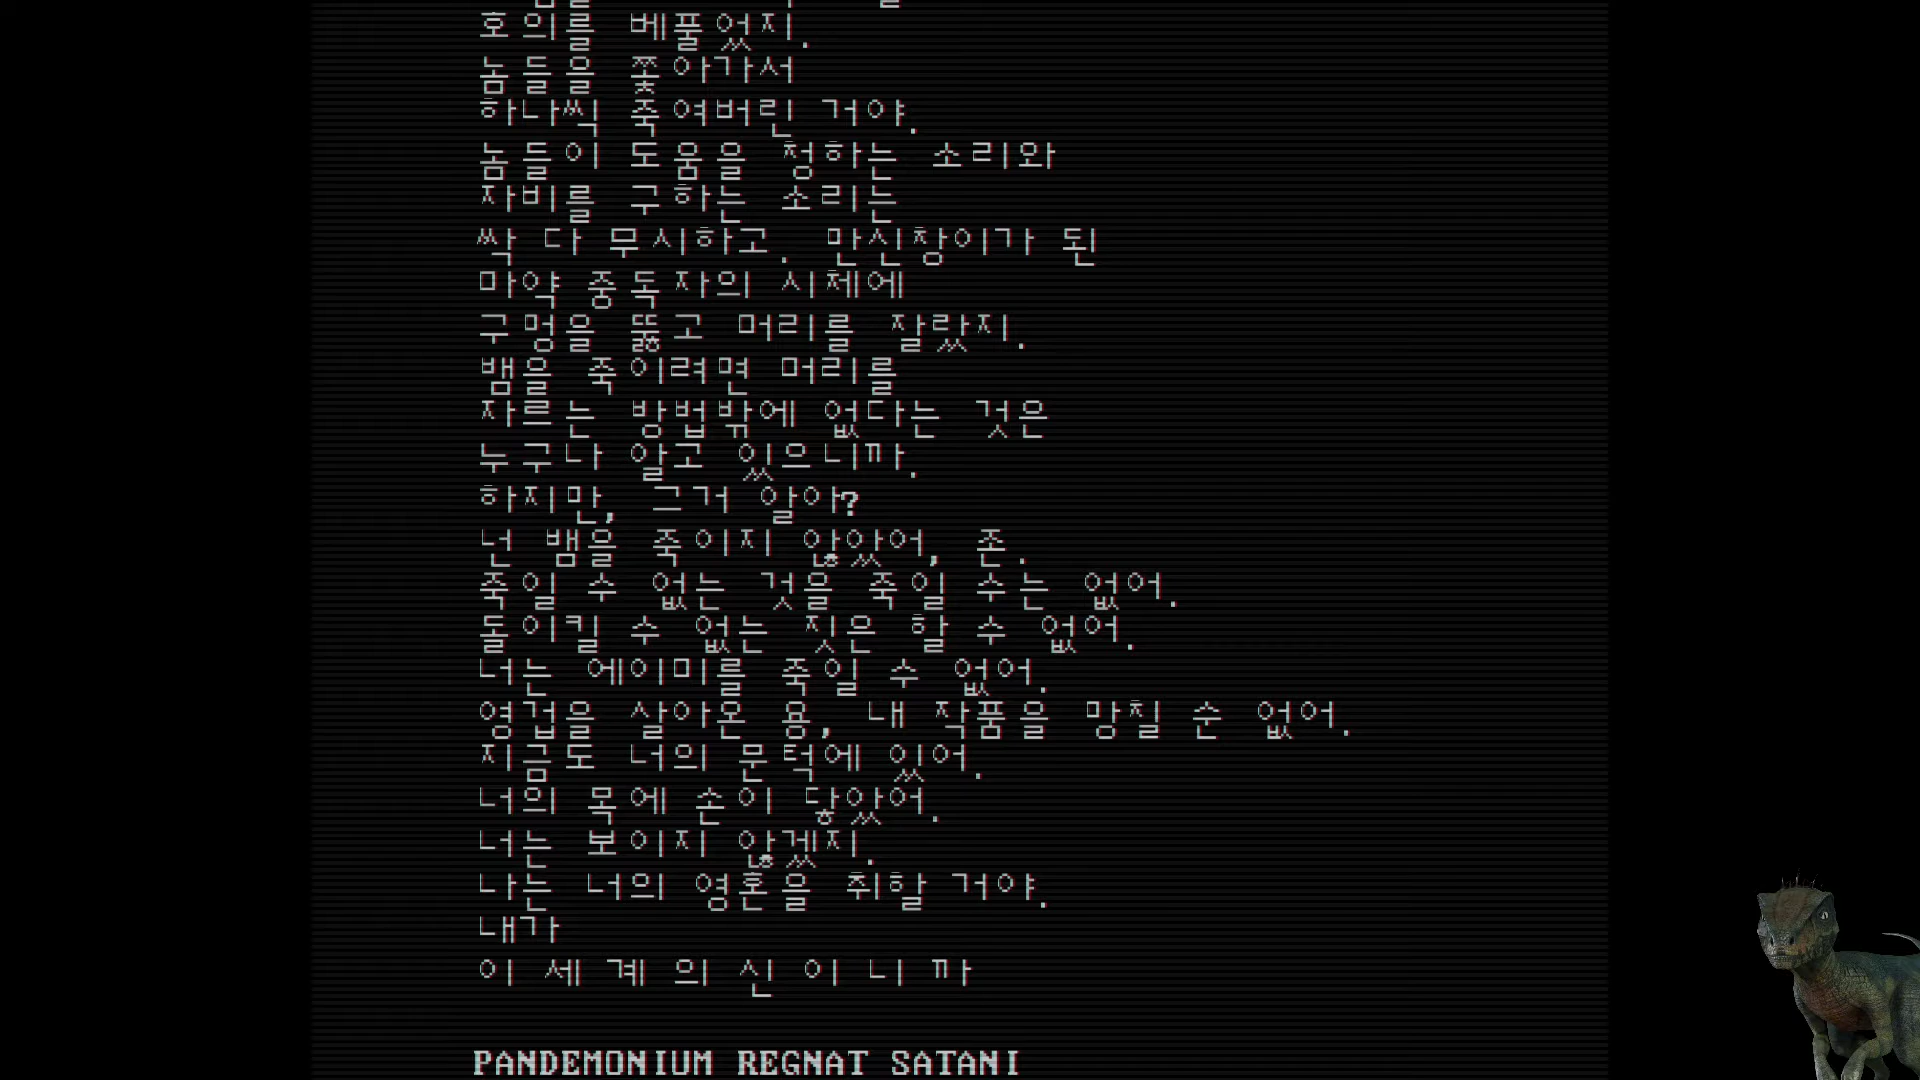 호의를 베풀었지.
놈들을 쫓아가서
하나씩 죽여버린 거야.
놈들이 도움을 청하는 소리와
자비를 구하는 소리는
싹 다 무시하고. 만신창이가 된
마약 중독자의 시체에
구멍을 뚫고 머리를 잘랐지.
뱀을 죽이려면 머리를
자르는 방법밖에 없다는 것은
누구나 알고 있으니까.
하지만, 그거 알아?
넌 뱀을 죽이지 않았어, 존.
죽일 수 없는 것을 죽일 수는 없어.
돌이킬 수 없는 짓은 할 수 없어.
너는 에이미를 죽일 수 없어.
영겁을 살아온 용, 내 작품을 망칠 순 없어.
지금도 너의 문턱에 있어.
너의 목에 손이 닿았어.
너는 보이지 않겠지.
나는 너의 영혼을 취할 거야.
내가
이 세 계 의 신 이 니 까
PANDEMONIUM REGNAT SATANI